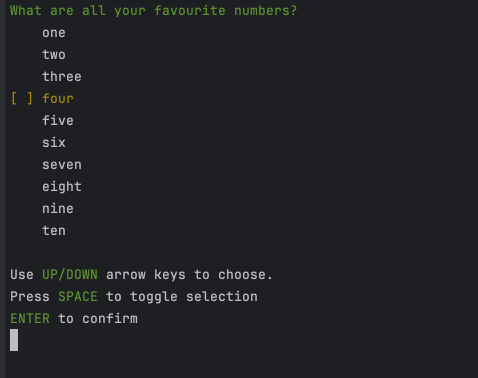 What are all your favourite numbers?
one
two
three
[ ] four
five
six
seven
eight
nine
ten
Use UP/DOWN arrow keys to choose.
Press SPACE to toggle selection
ENTER to confirm